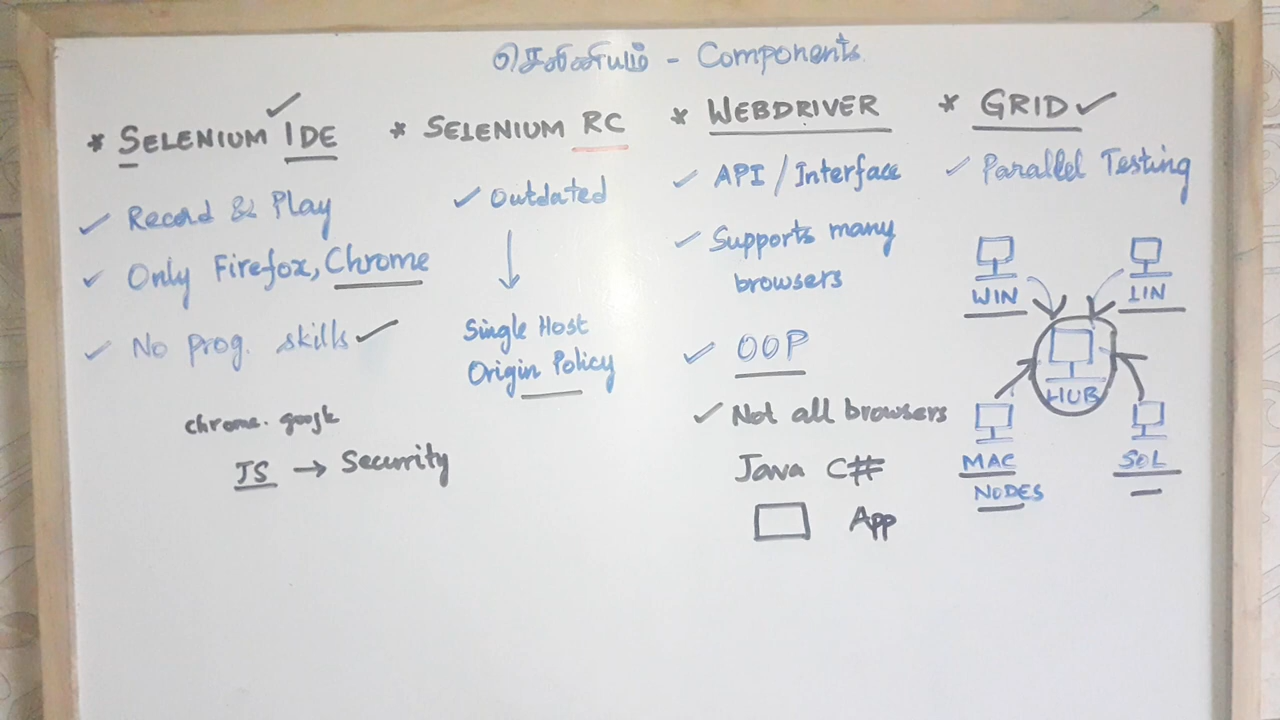 செலினியம் - Components
* SELENIUM IDE
Record & Play
Only Firefox, Chrome
No prog. skills
chrome. google
JS → Security
* SELENIUM RC
Outdated
Single Host
Origin Policy
* WEBDRIVER
API / Interface
Supports many
browsers
OOP
Not all browsers
Java C#
App
* GRID
Parallel Testing
WIN
LIN
HUB
MAC
SOL
NODES